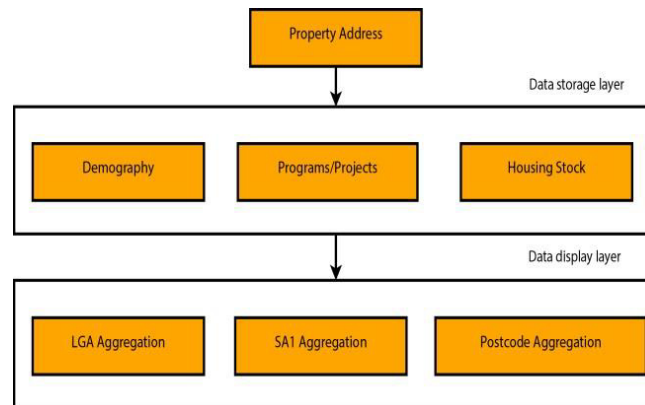 Property Address
Data storage layer
Demography
Programs/Projects
Housing Stock
Data display layer
LGA Aggregation
SA1 Aggregation
Postcode Aggregation